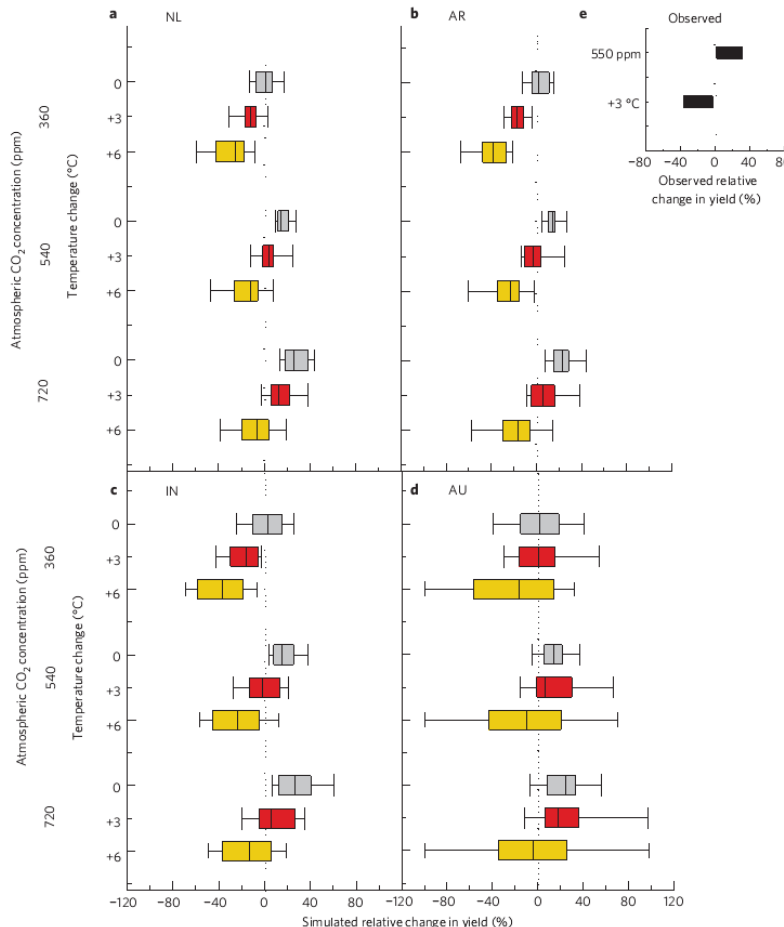 a NL
b AR
e Observed
550 ppm
+3 °C
−80 −40 0 40 80
Observed relative
change in yield (%)
Atmospheric CO2 concentration (ppm)
Temperature change (°C)
360
0
+3
+6
540
0
+3
+6
720
0
+3
+6
c IN
d AU
Atmospheric CO2 concentration (ppm)
Temperature change (°C)
360
0
+3
+6
540
0
+3
+6
720
0
+3
+6
−120 −80 −40 0 40 −120 −80 −40 0 40 80 120
Simulated relative change in yield (%)